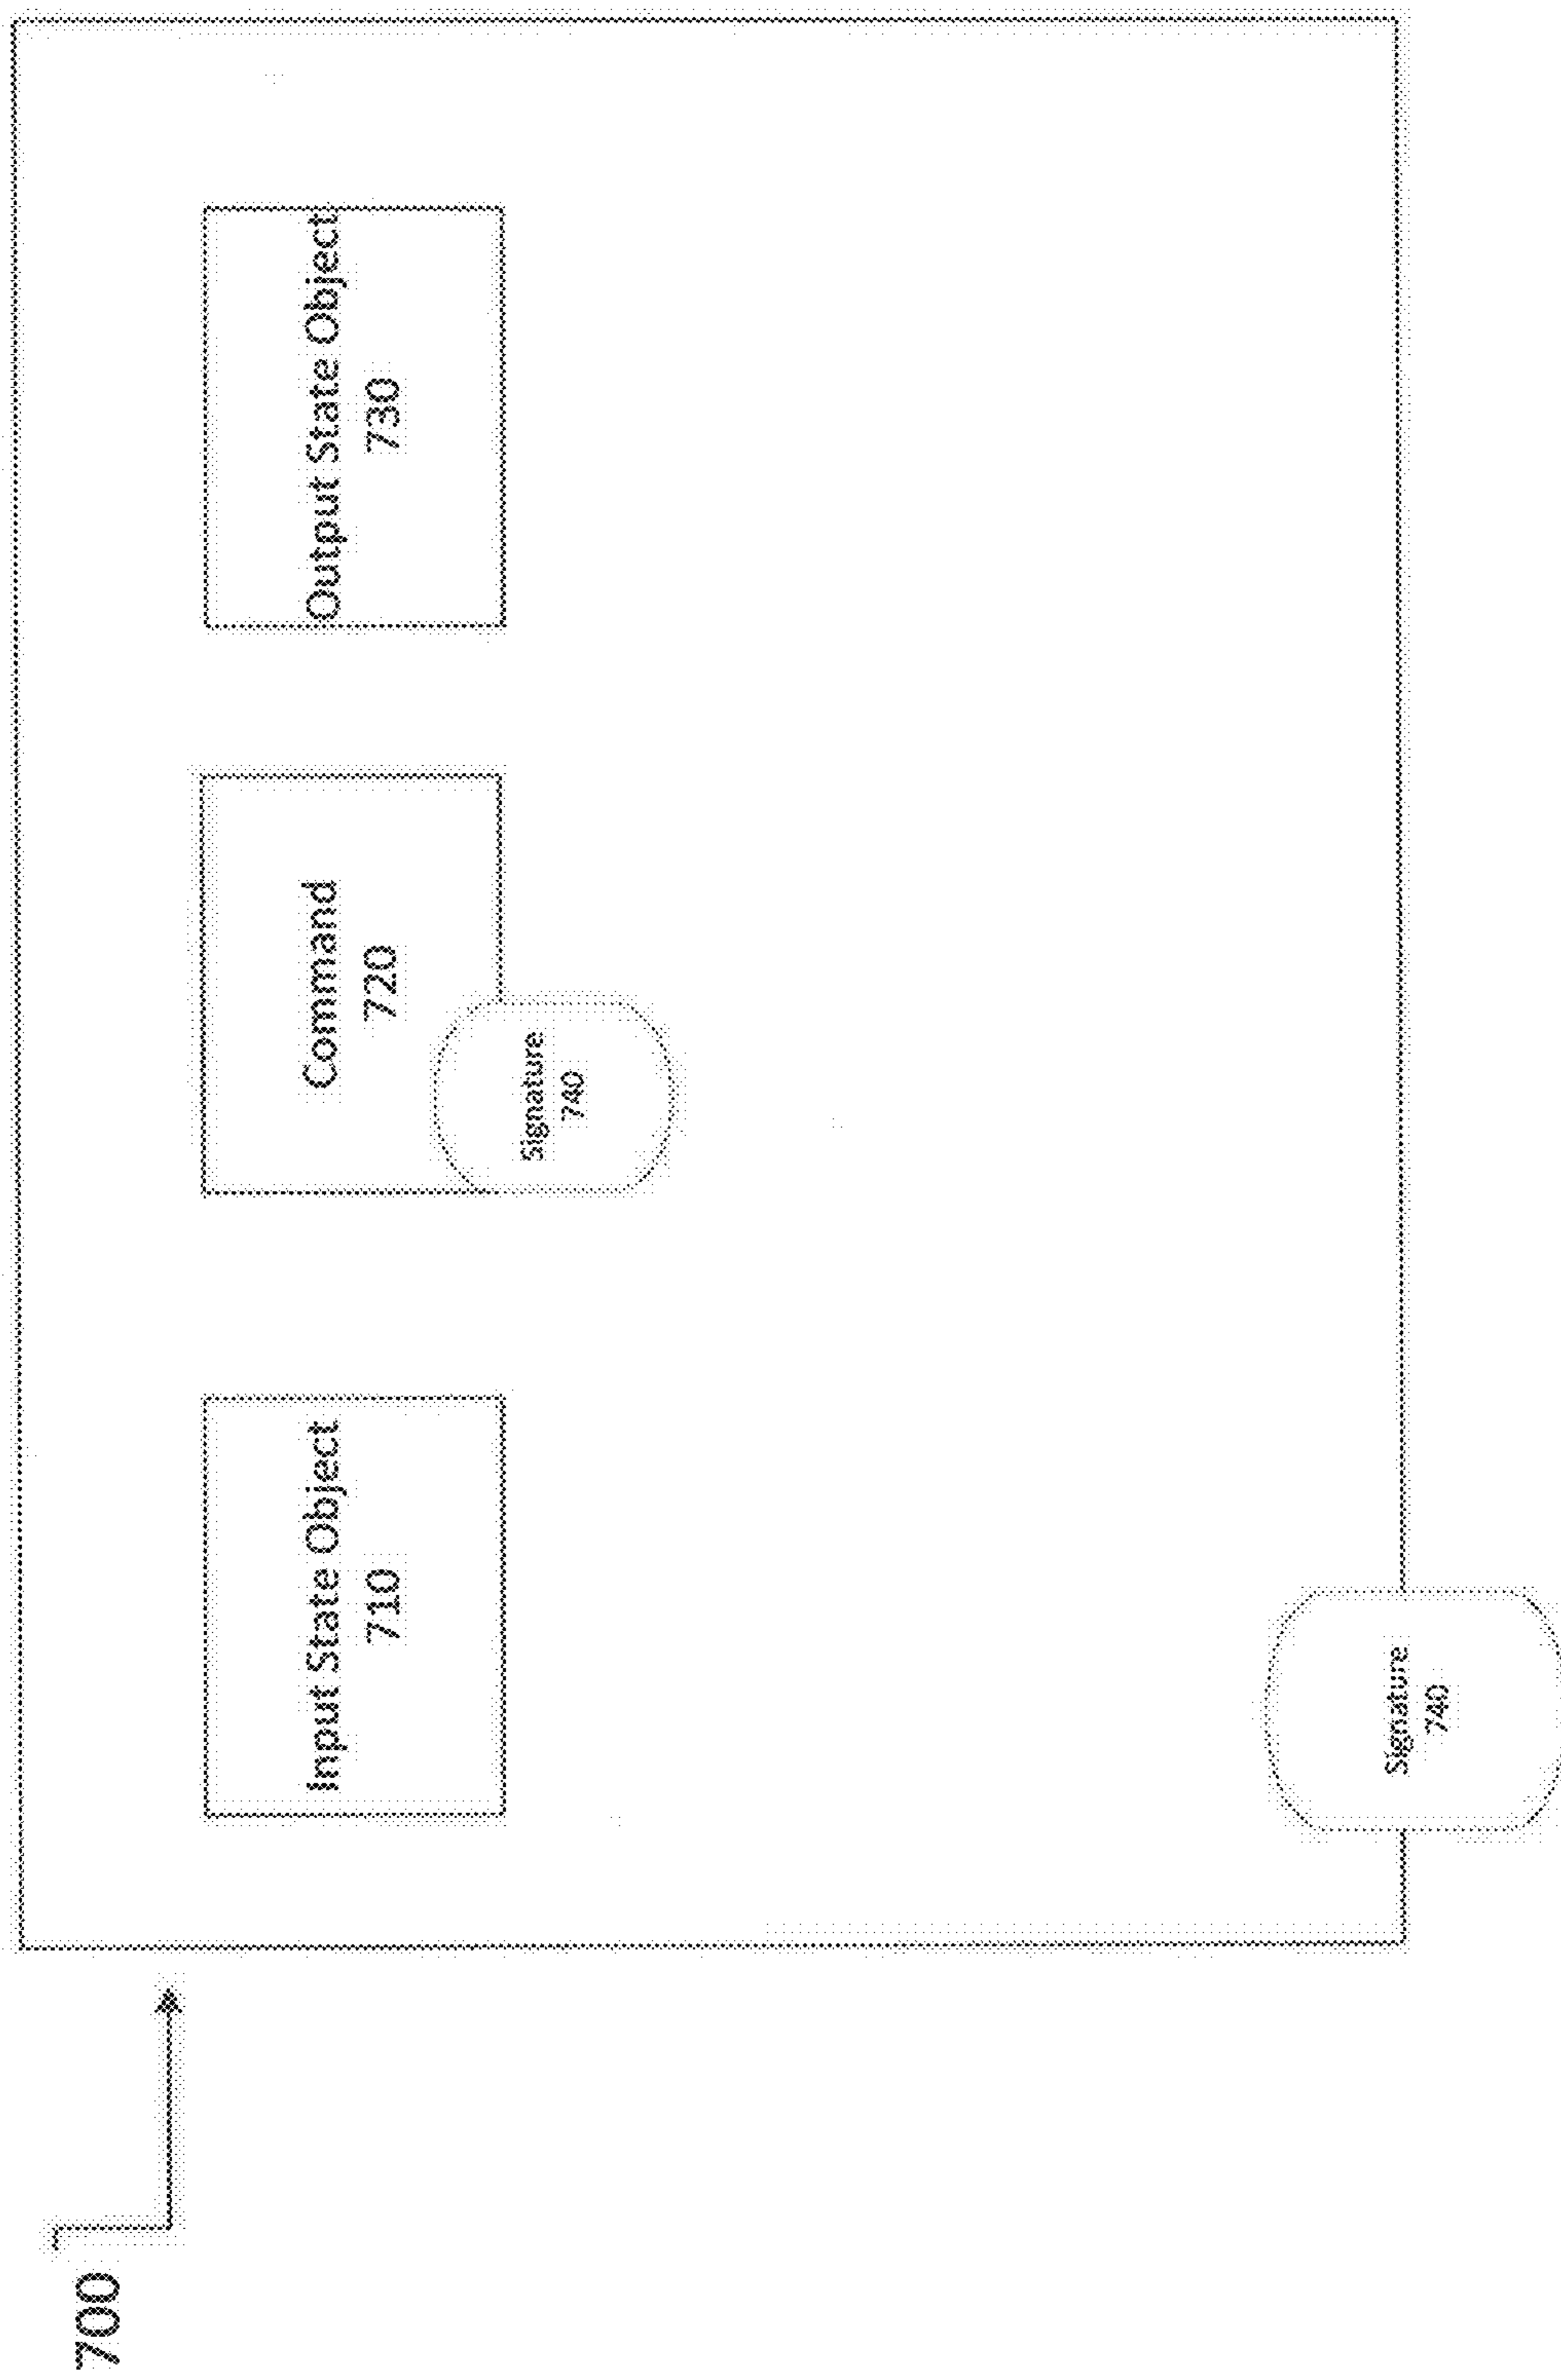 700
Input State Object
710
Command
720
Output State Object
730
Signature
740
Signature
740